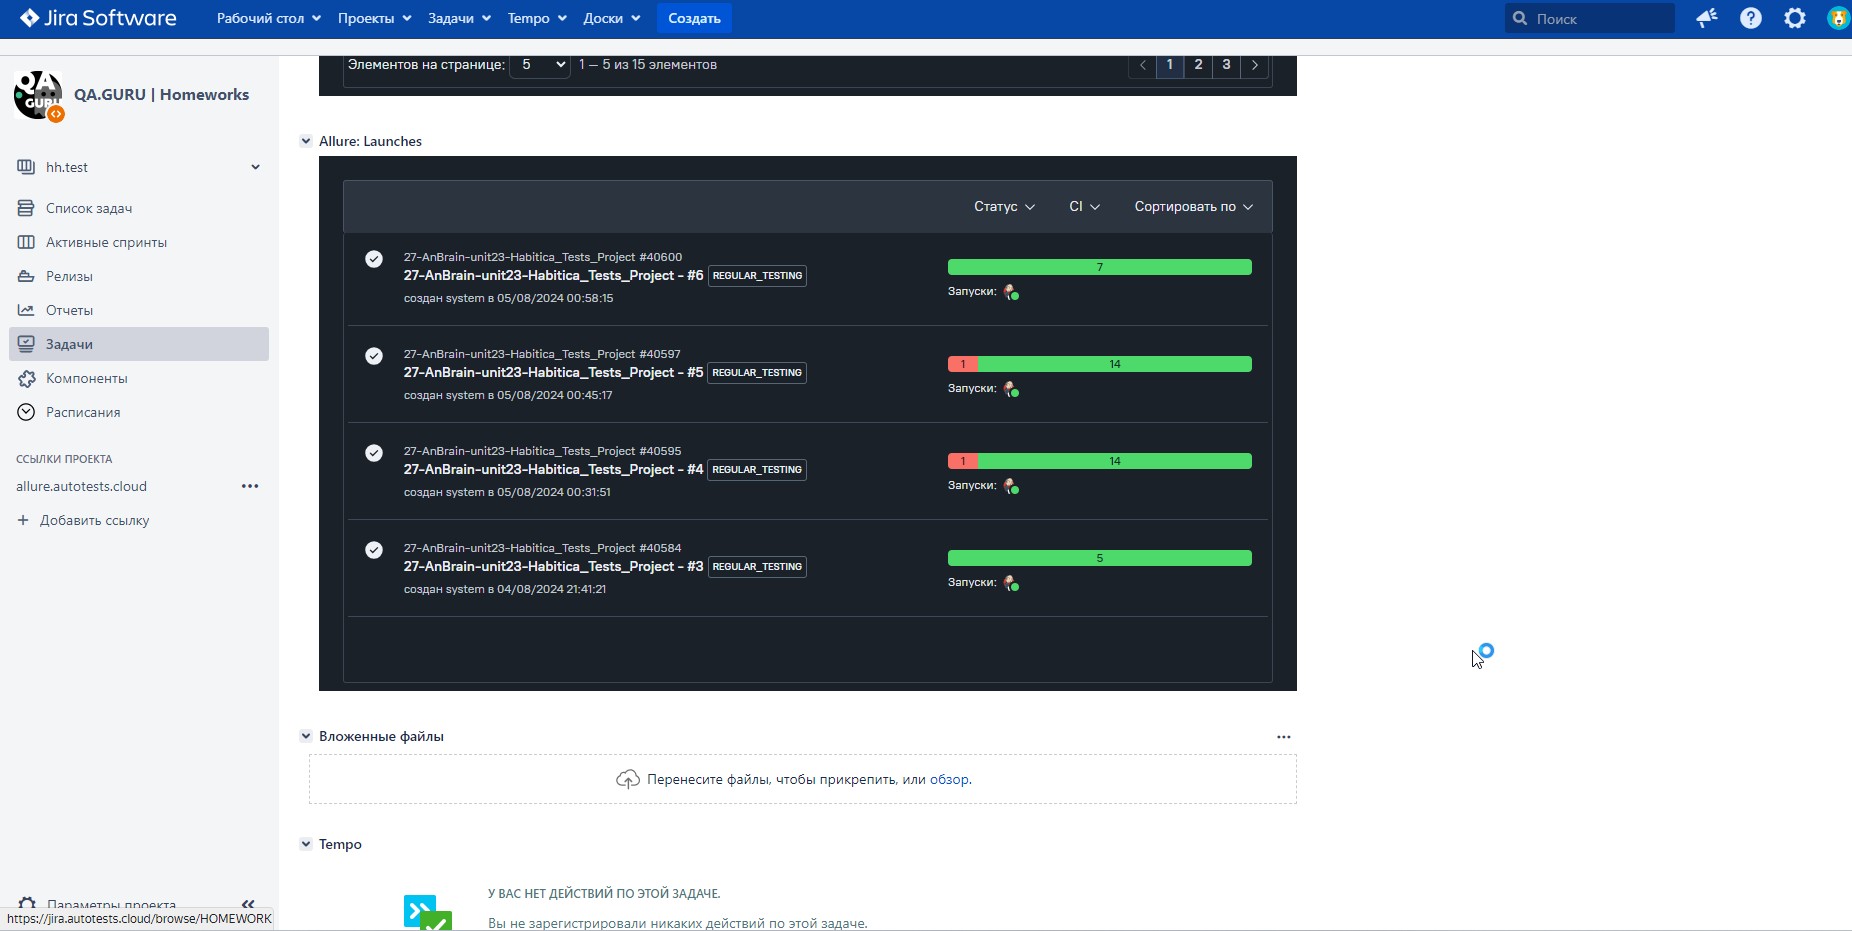 Jira Software
Рабочий стол
Проекты
Задачи
Tempo
Доски
Создать
Поиск
QA.GURU | Homeworks
QA
GURU
hh.test
Список задач
Активные спринты
Релизы
Отчеты
Задачи
Компоненты
Расписания
ССЫЛКИ ПРОЕКТА
allure.autotests.cloud
Добавить ссылку
Параметры проекта
https://jira.autotests.cloud/browse/HOMEWORK
Элементов на странице: 5 1 — 5 из 15 элементов
1 2 3
Allure: Launches
Статус CI Сортировать по
27-AnBrain-unit23-Habitica_Tests_Project #40600
27-AnBrain-unit23-Habitica_Tests_Project - #6 REGULAR_TESTING
создан system в 05/08/2024 00:58:15
7
Запуски:
27-AnBrain-unit23-Habitica_Tests_Project #40597
27-AnBrain-unit23-Habitica_Tests_Project - #5 REGULAR_TESTING
создан system в 05/08/2024 00:45:17
1 14
Запуски:
27-AnBrain-unit23-Habitica_Tests_Project #40595
27-AnBrain-unit23-Habitica_Tests_Project - #4 REGULAR_TESTING
создан system в 05/08/2024 00:31:51
1 14
Запуски:
27-AnBrain-unit23-Habitica_Tests_Project #40584
27-AnBrain-unit23-Habitica_Tests_Project - #3 REGULAR_TESTING
создан system в 04/08/2024 21:41:21
5
Запуски:
Вложенные файлы
Перенесите файлы, чтобы прикрепить, или обзор.
Tempo
У ВАС НЕТ ДЕЙСТВИЙ ПО ЭТОЙ ЗАДАЧЕ.
Вы не зарегистрировали никаких действий по этой задаче.